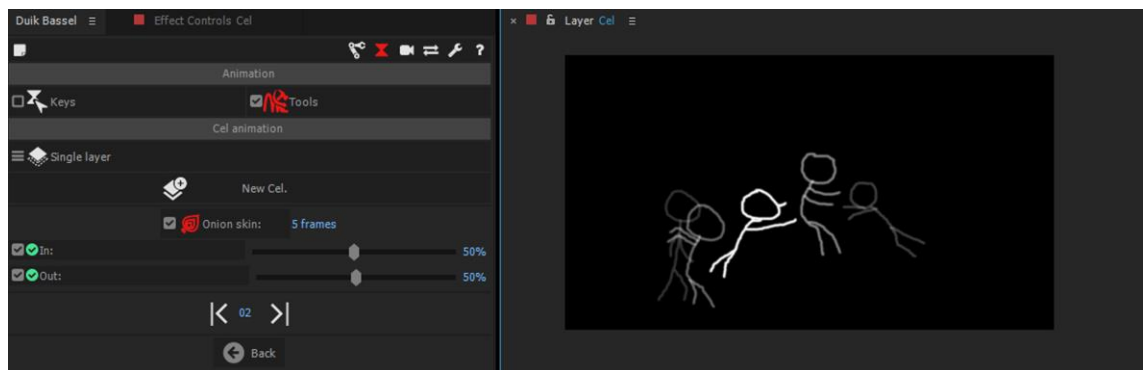 Duik Bassel
Effect Controls Cel
?
Animation
Keys
Tools
Cel animation
Single layer
New Cel.
Onion skin: 5 frames
In: 50%
Out: 50%
02
Back
× Layer Cel